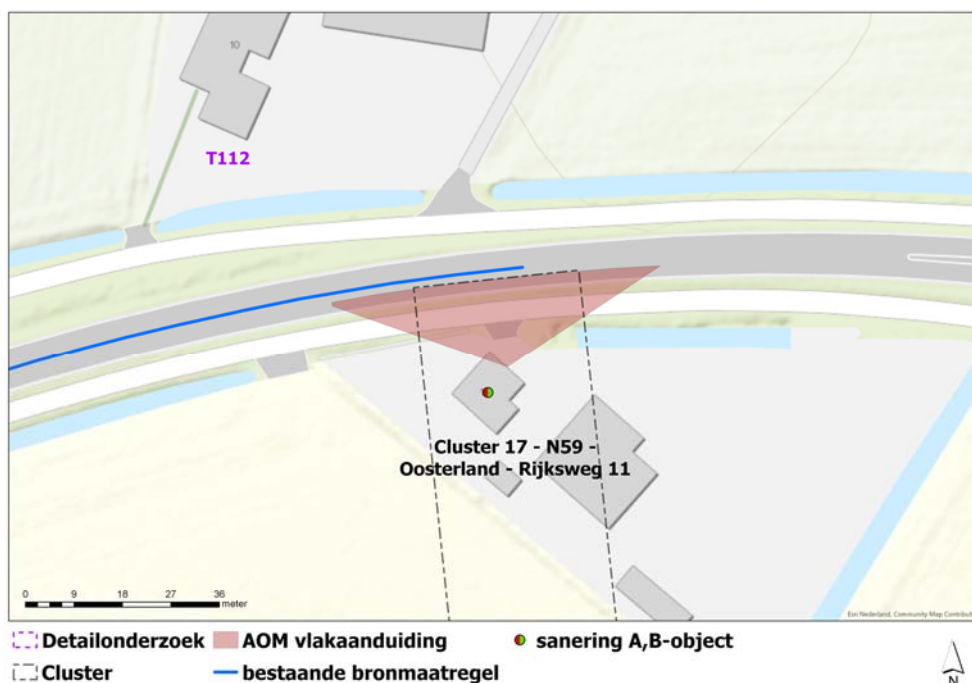 10
T112
Cluster 17 - N59 -
Oosterland - Rijksweg 11
0 9 18 27 36
meter
Esri Nederland, Community Map Contribut
Detailonderzoek AOM vlakaanduiding sanering A,B-object
Cluster bestaande bronmaatregel
N